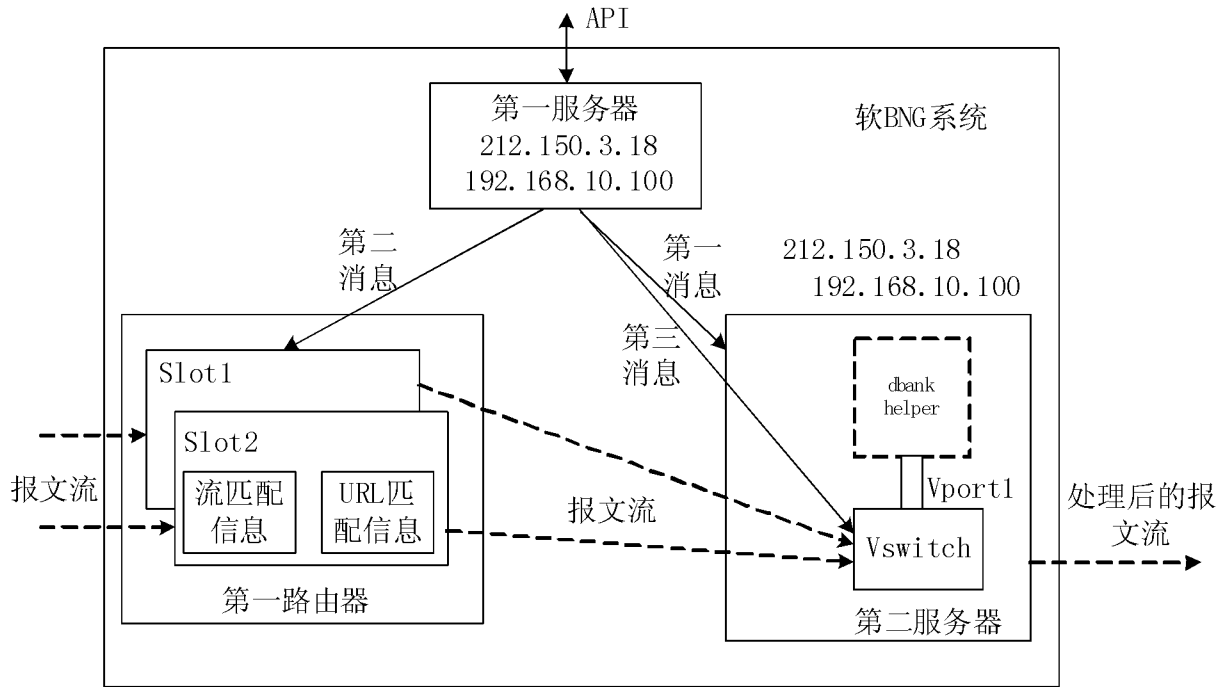 API
第一服务器
212.150.3.18
192.168.10.100
软BNG系统
第二
消息
第一
消息
第三
消息
212.150.3.18
192.168.10.100
Slot1
Slot2
流匹配
信息
URL匹
配信息
第一路由器
报文流
报文流
dbank
helper
Vport1
Vswitch
第二服务器
处理后的报
文流